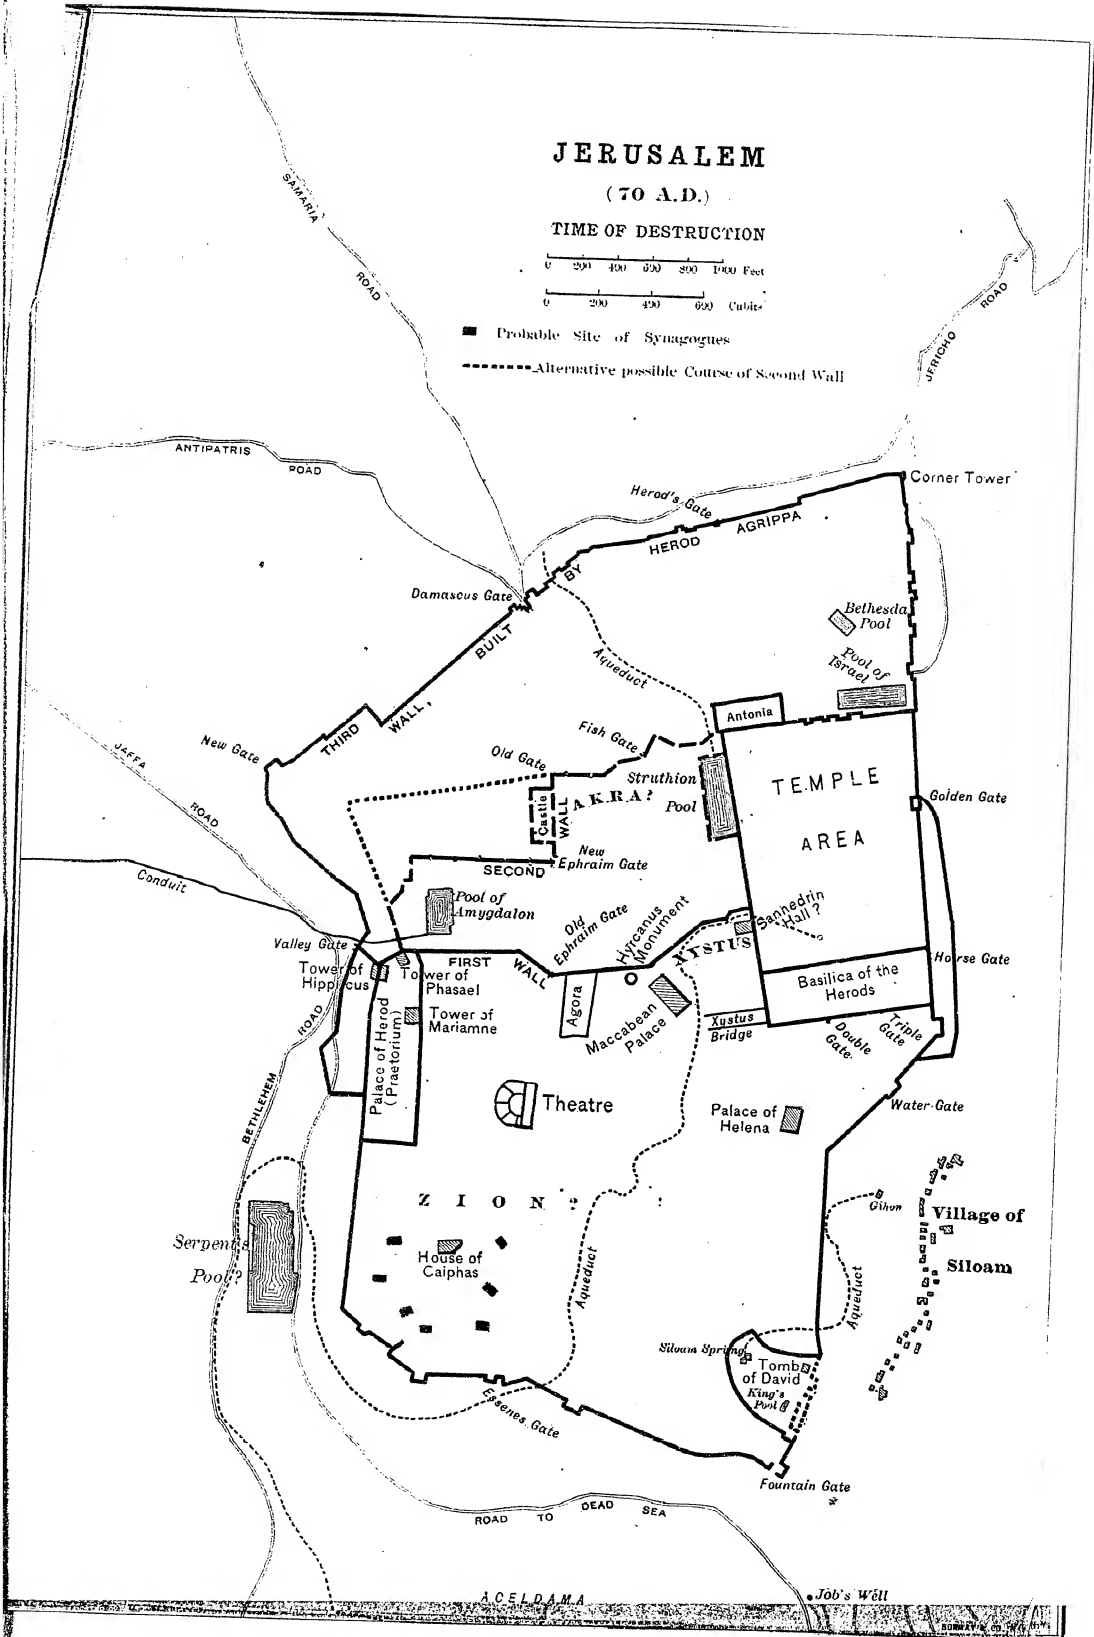 JERUSALEM
(70 A.D.)
TIME OF DESTRUCTION
0 200 400 600 800 1000 Feet
0 200 400 600 Cubits
Probable Site of Synagogues
Alternative possible Course of Second Wall
SAMARIA ROAD
JERICHO ROAD
ANTIPATRIS ROAD
Corner Tower
Herod's Gate
THIRD WALL, BUILT BY HEROD AGRIPPA
Damascus Gate
Bethesda
Pool
Aqueduct
Pool of
Israel
Antonia
New Gate
Fish Gate
Old Gate
JAFFA ROAD
Struthion
Pool
TEMPLE
AREA
Golden Gate
AKRA?
Castle
SECOND WALL
New
Ephraim Gate
Conduit
Pool of
Amygdalon
Old
Ephraim Gate
Hyrcanus
Monument
Sanhedrin
Hall?
XYSTUS
Valley Gate
FIRST WALL
Horse Gate
Tower of
Hippicus
Tower of
Phasael
Basilica of the
Herods
Agora
Maccabean
Palace
Tower of
Mariamne
Xystus
Bridge
Double
Gate
Triple
Gate
Palace of Herod
(Praetorium)
BETHLEHEM ROAD
Theatre
Palace of
Helena
Water Gate
ZION?
Gihon
Village of
Siloam
Serpent's
Pool?
House of
Caiphas
Aqueduct
Aqueduct
Siloam Spring
Tomb
of David
King's
Pool
Essenes Gate
Fountain Gate
ROAD TO DEAD SEA
ACELDAMA
Job's Well